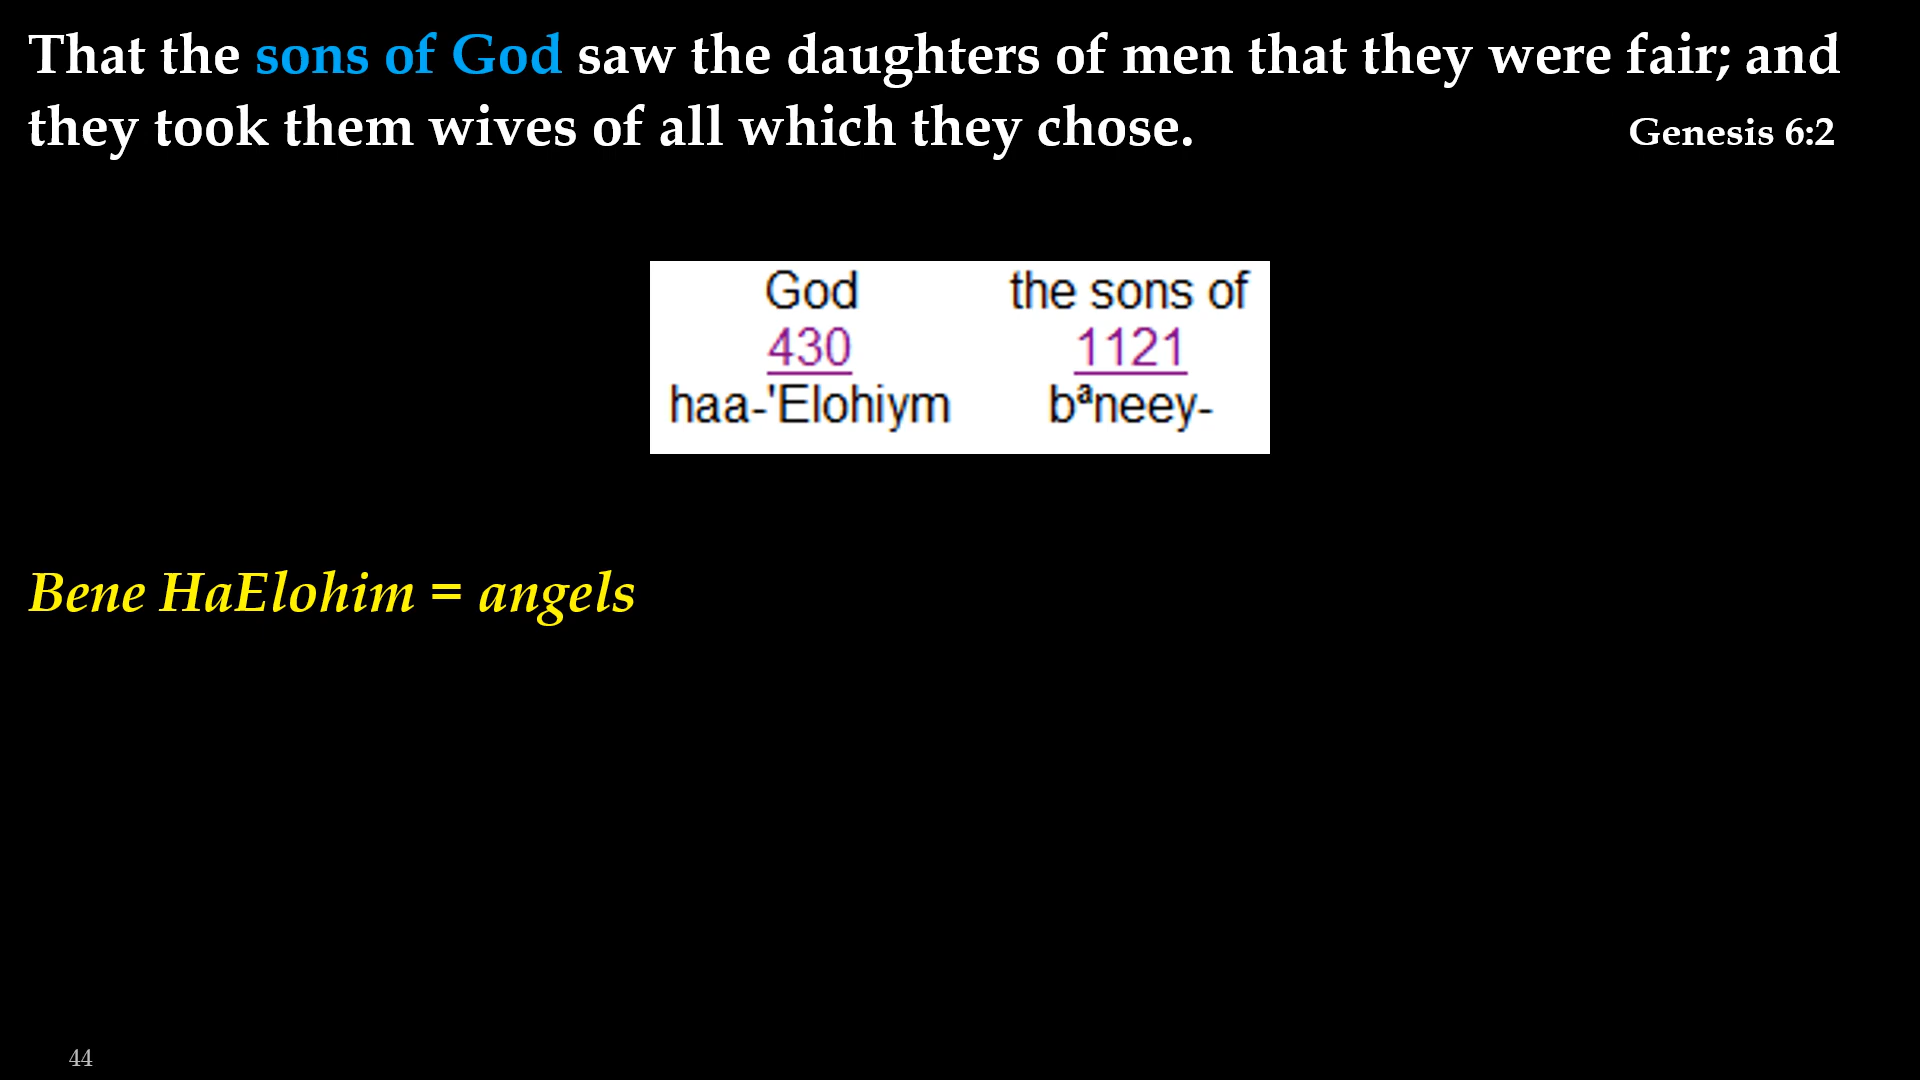 That the sons of God saw the daughters of men that they were fair; and
they took them wives of all which they chose. Genesis 6:2
God the sons of
430 1121
haa-'Elohiym bªneey-
Bene HaElohim = angels
44